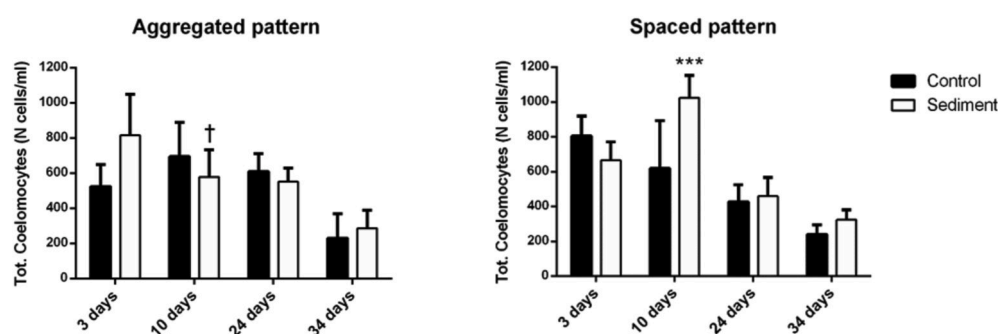 Aggregated pattern
Tot. Coelomocytes (N cells/ml)
1200
1000
800
600
400
200
0
†
3 days
10 days
24 days
34 days
Spaced pattern
Tot. Coelomocytes (N cells/ml)
1200
1000
800
600
400
200
0
***
3 days
10 days
24 days
34 days
Control
Sediment